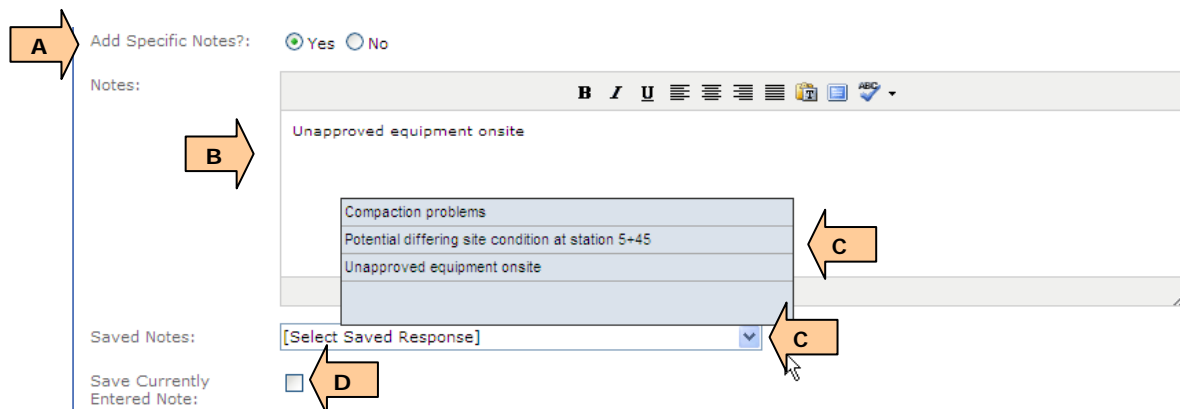 A
Add Specific Notes?:
Yes No
Notes:
B I U ABC
T
Unapproved equipment onsite
B
Compaction problems
Potential differing site condition at station 5+45
C
Unapproved equipment onsite
Saved Notes:
[Select Saved Response]
C
Save Currently
Entered Note:
D